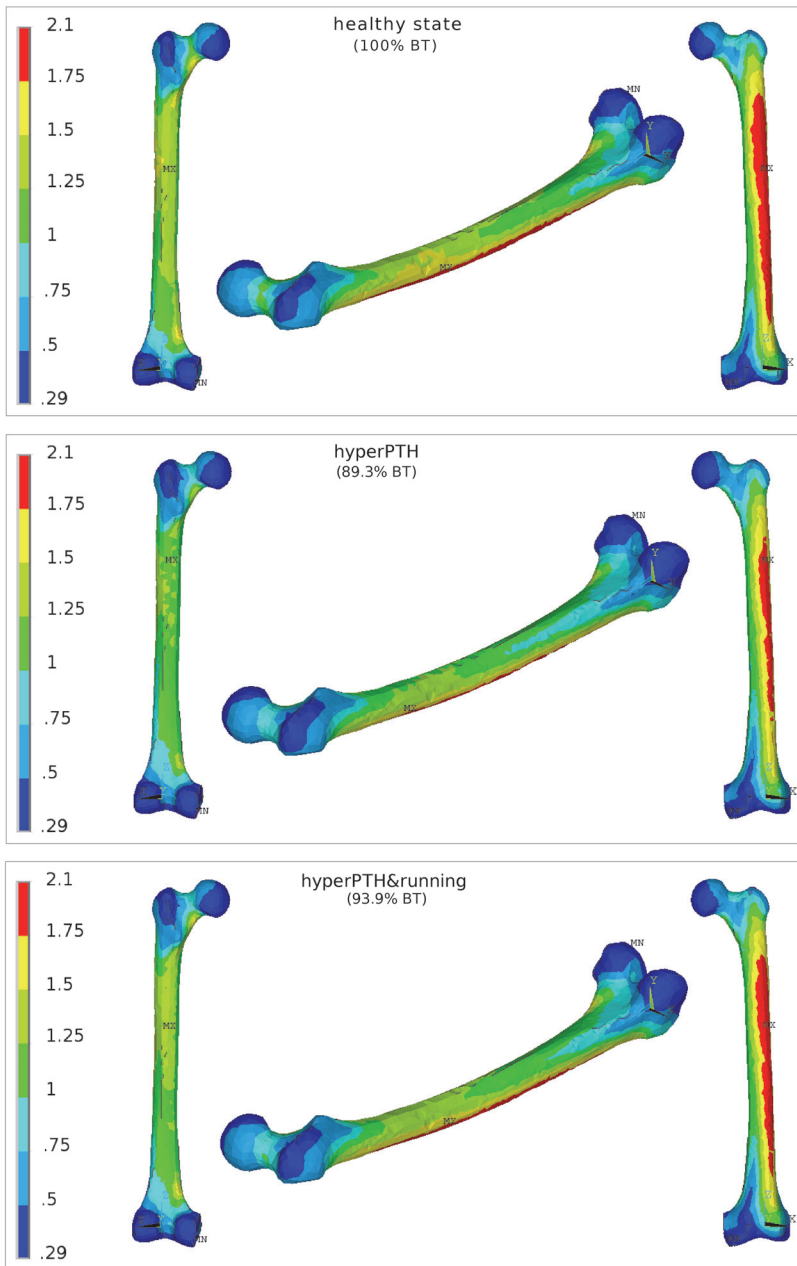 healthy state
(100% BT)
2.1
1.75
1.5
1.25
1
.75
.5
.29
MX
MN
MN
Y
MX
MX
X
hyperPTH
(89.3% BT)
2.1
1.75
1.5
1.25
1
.75
.5
.29
MX
Y
MN
MN
Y
MX
MX
X
hyperPTH&running
(93.9% BT)
2.1
1.75
1.5
1.25
1
.75
.5
.29
MX
MN
MN
Y
MX
MX
X